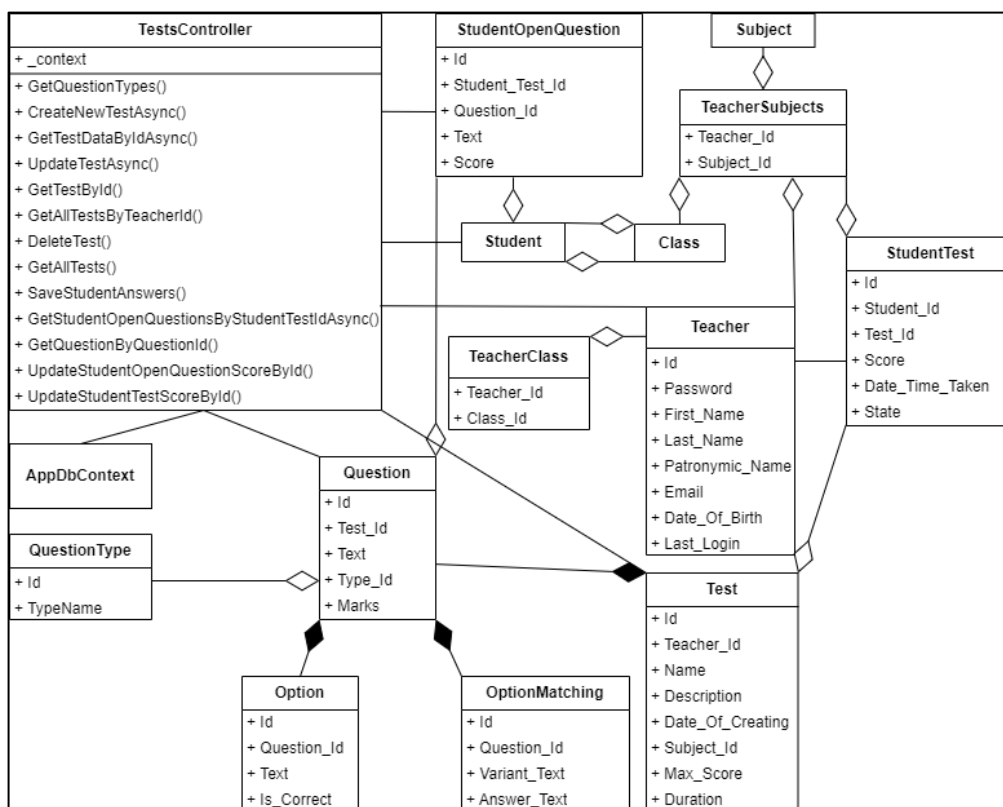 TestsController
+ _context
+ GetQuestionTypes()
+ CreateNewTestAsync()
+ GetTestDataByIdAsync()
+ UpdateTestAsync()
+ GetTestById()
+ GetAllTestsByTeacherId()
+ DeleteTest()
+ GetAllTests()
+ SaveStudentAnswers()
+ GetStudentOpenQuestionsByStudentTestIdAsync()
+ GetQuestionByQuestionId()
+ UpdateStudentOpenQuestionScoreById()
+ UpdateStudentTestScoreById()
StudentOpenQuestion
+ Id
+ Student_Test_Id
+ Question_Id
+ Text
+ Score
Subject
TeacherSubjects
+ Teacher_Id
+ Subject_Id
Student
Class
StudentTest
+ Id
+ Student_Id
+ Test_Id
+ Score
+ Date_Time_Taken
+ State
TeacherClass
+ Teacher_Id
+ Class_Id
Teacher
+ Id
+ Password
+ First_Name
+ Last_Name
+ Patronymic_Name
+ Email
+ Date_Of_Birth
+ Last_Login
AppDbContext
Question
+ Id
+ Test_Id
+ Text
+ Type_Id
+ Marks
QuestionType
+ Id
+ TypeName
Test
+ Id
+ Teacher_Id
+ Name
+ Description
+ Date_Of_Creating
+ Subject_Id
+ Max_Score
+ Duration
Option
+ Id
+ Question_Id
+ Text
+ Is_Correct
OptionMatching
+ Id
+ Question_Id
+ Variant_Text
+ Answer_Text